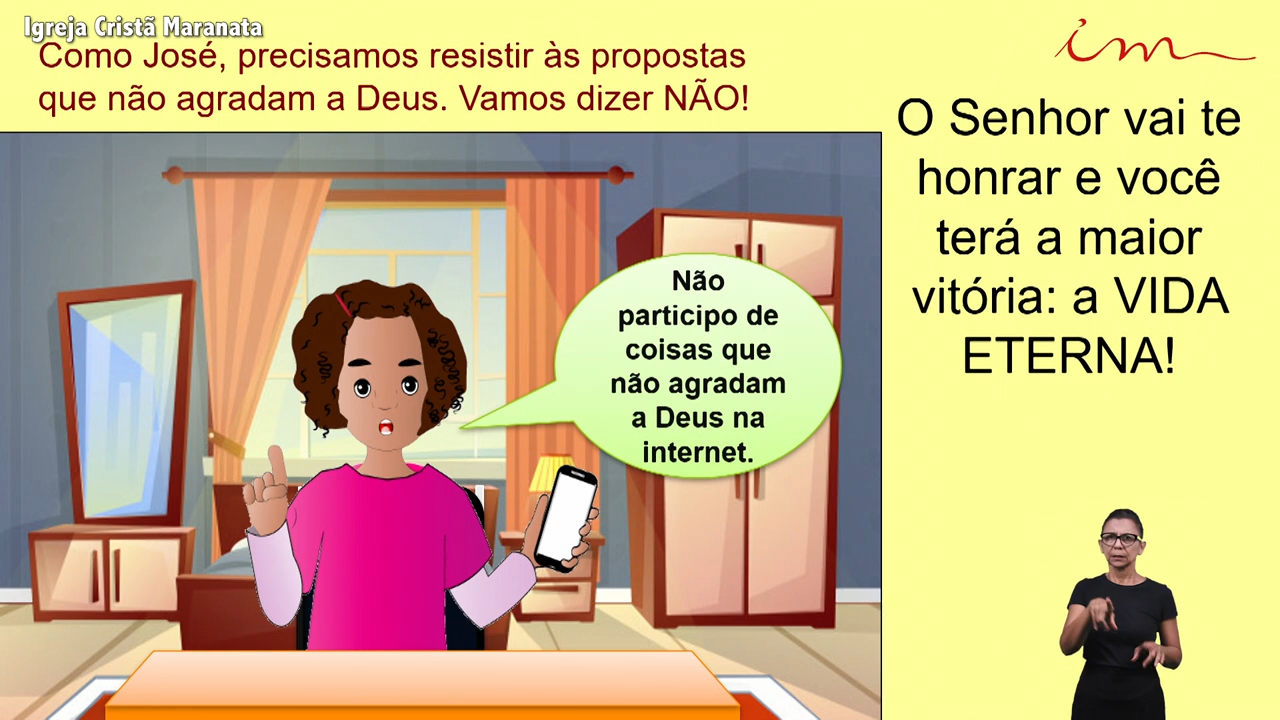 Igreja Cristã Maranata
Como José, precisamos resistir às propostas
que não agradam a Deus. Vamos dizer NÃO!
im
O Senhor vai te
honrar e você
terá a maior
vitória: a VIDA
ETERNA!
Não
participo de
coisas que
não agradam
a Deus na
internet.